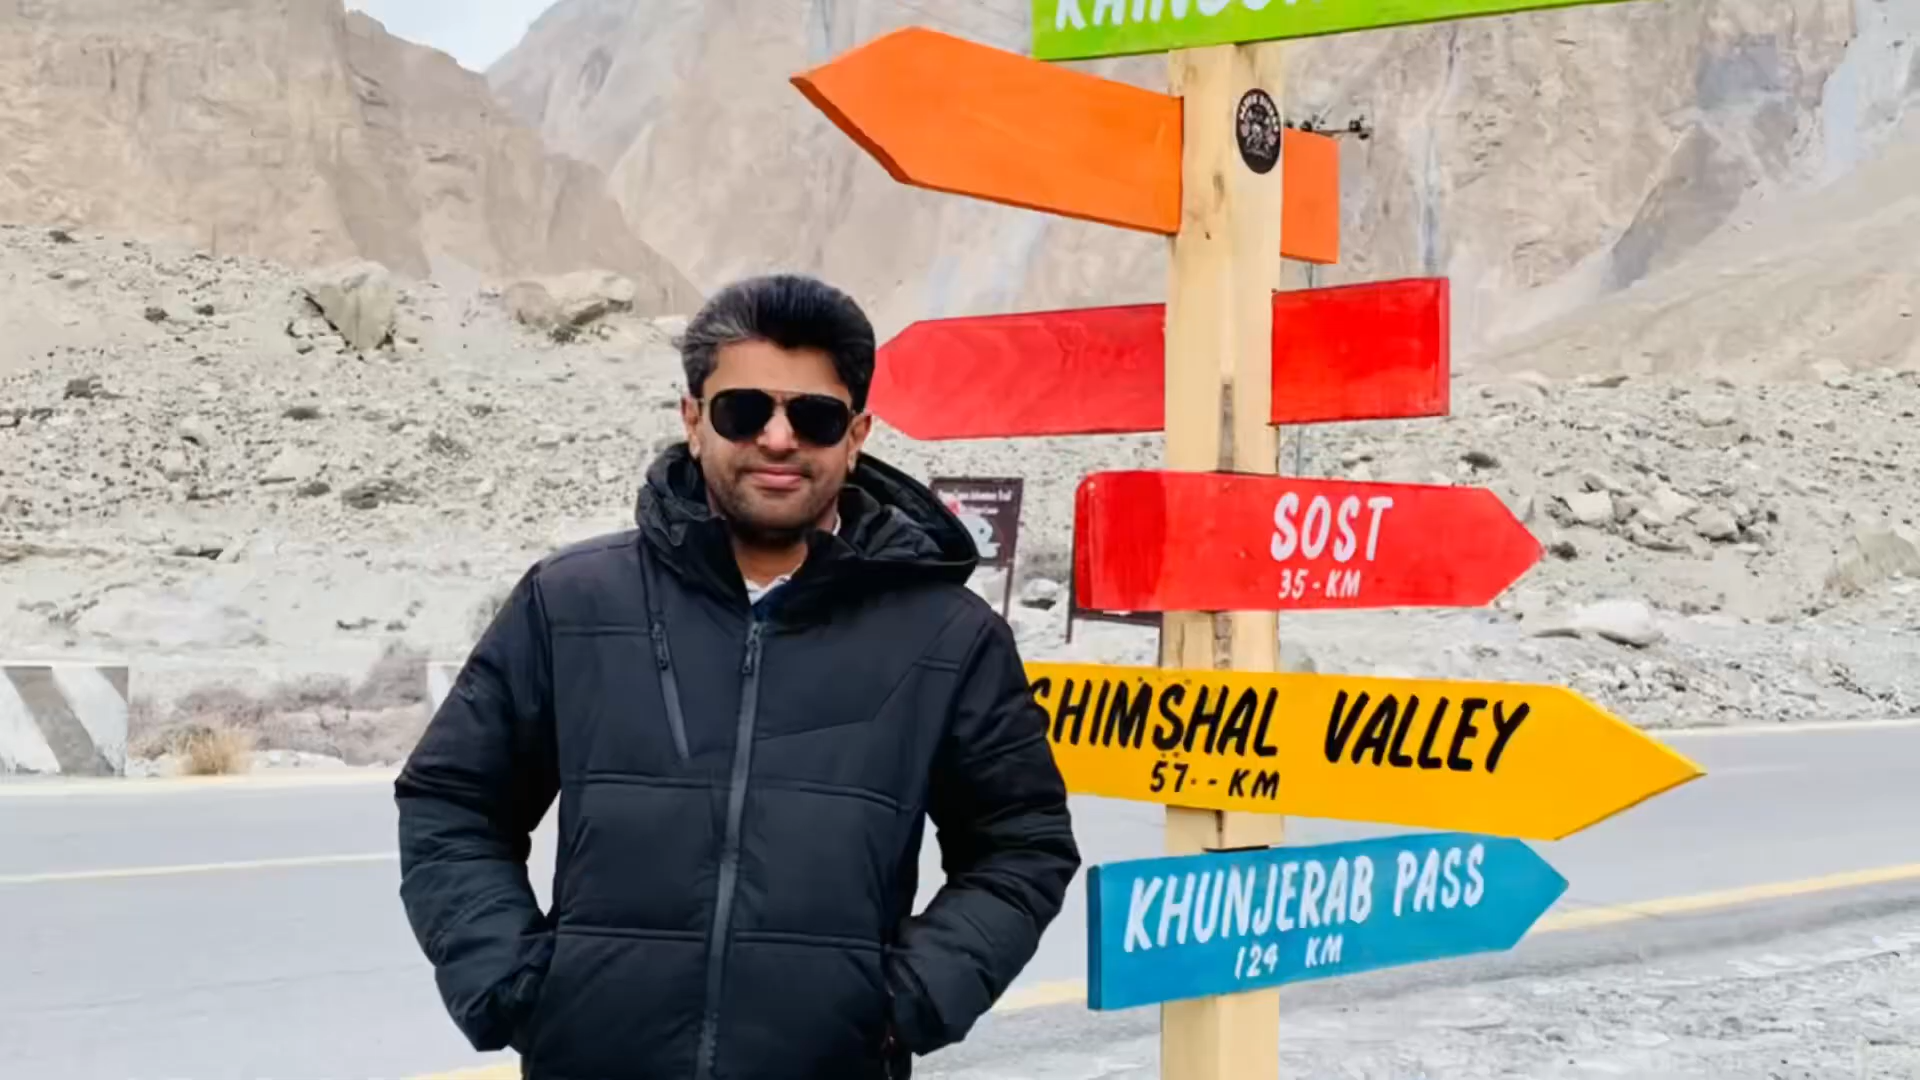 SOST
35-KM
SHIMSHAL VALLEY
57--KM
KHUNJERAB PASS
124 KM